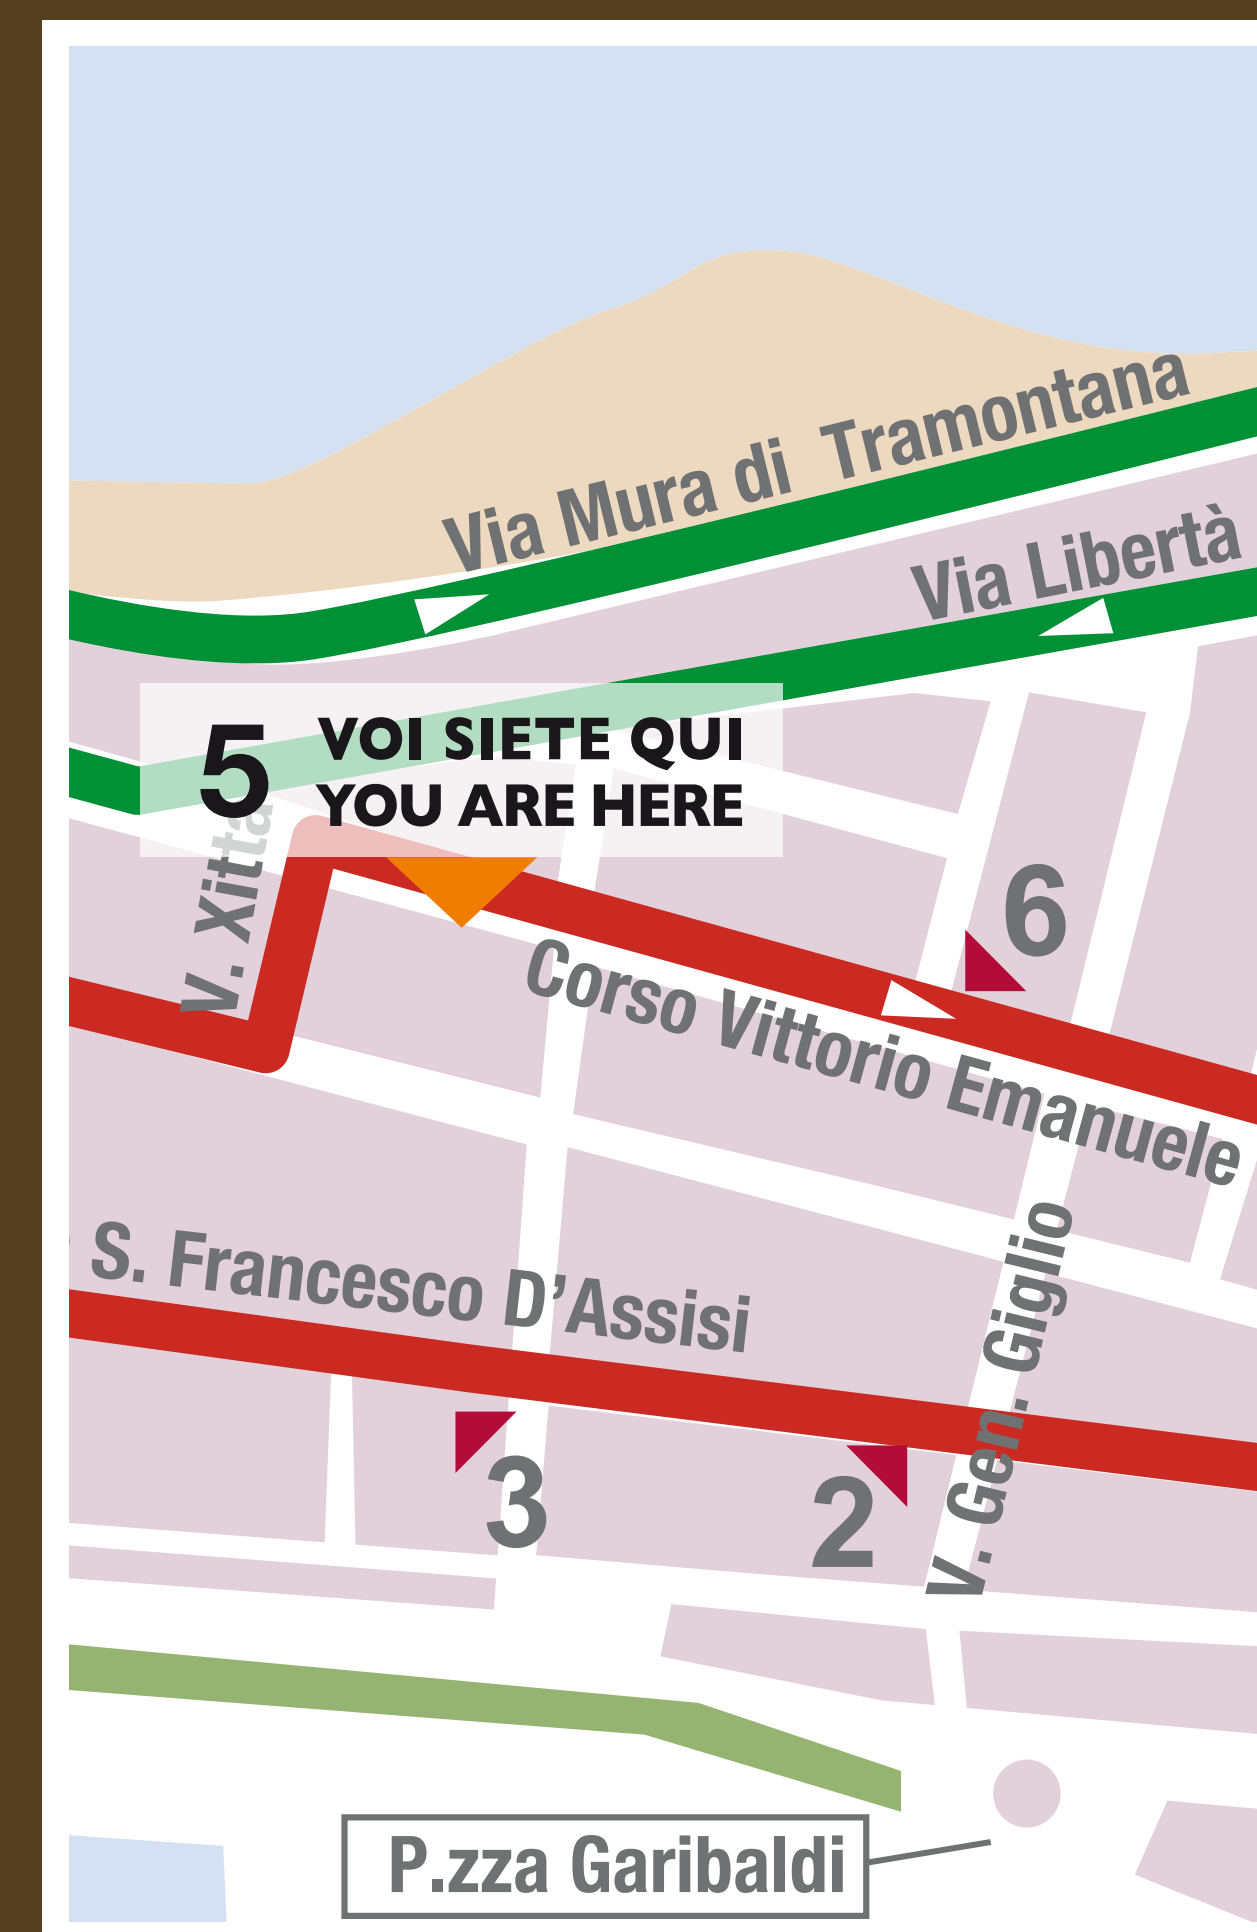 Via Mura di Tramontana
Via Libertà
5
VOI SIETE QUI
YOU ARE HERE
V. Xitta
6
Corso Vittorio Emanuele
S. Francesco D'Assisi
V. Gen. Giglio
3
2
P.zza Garibaldi